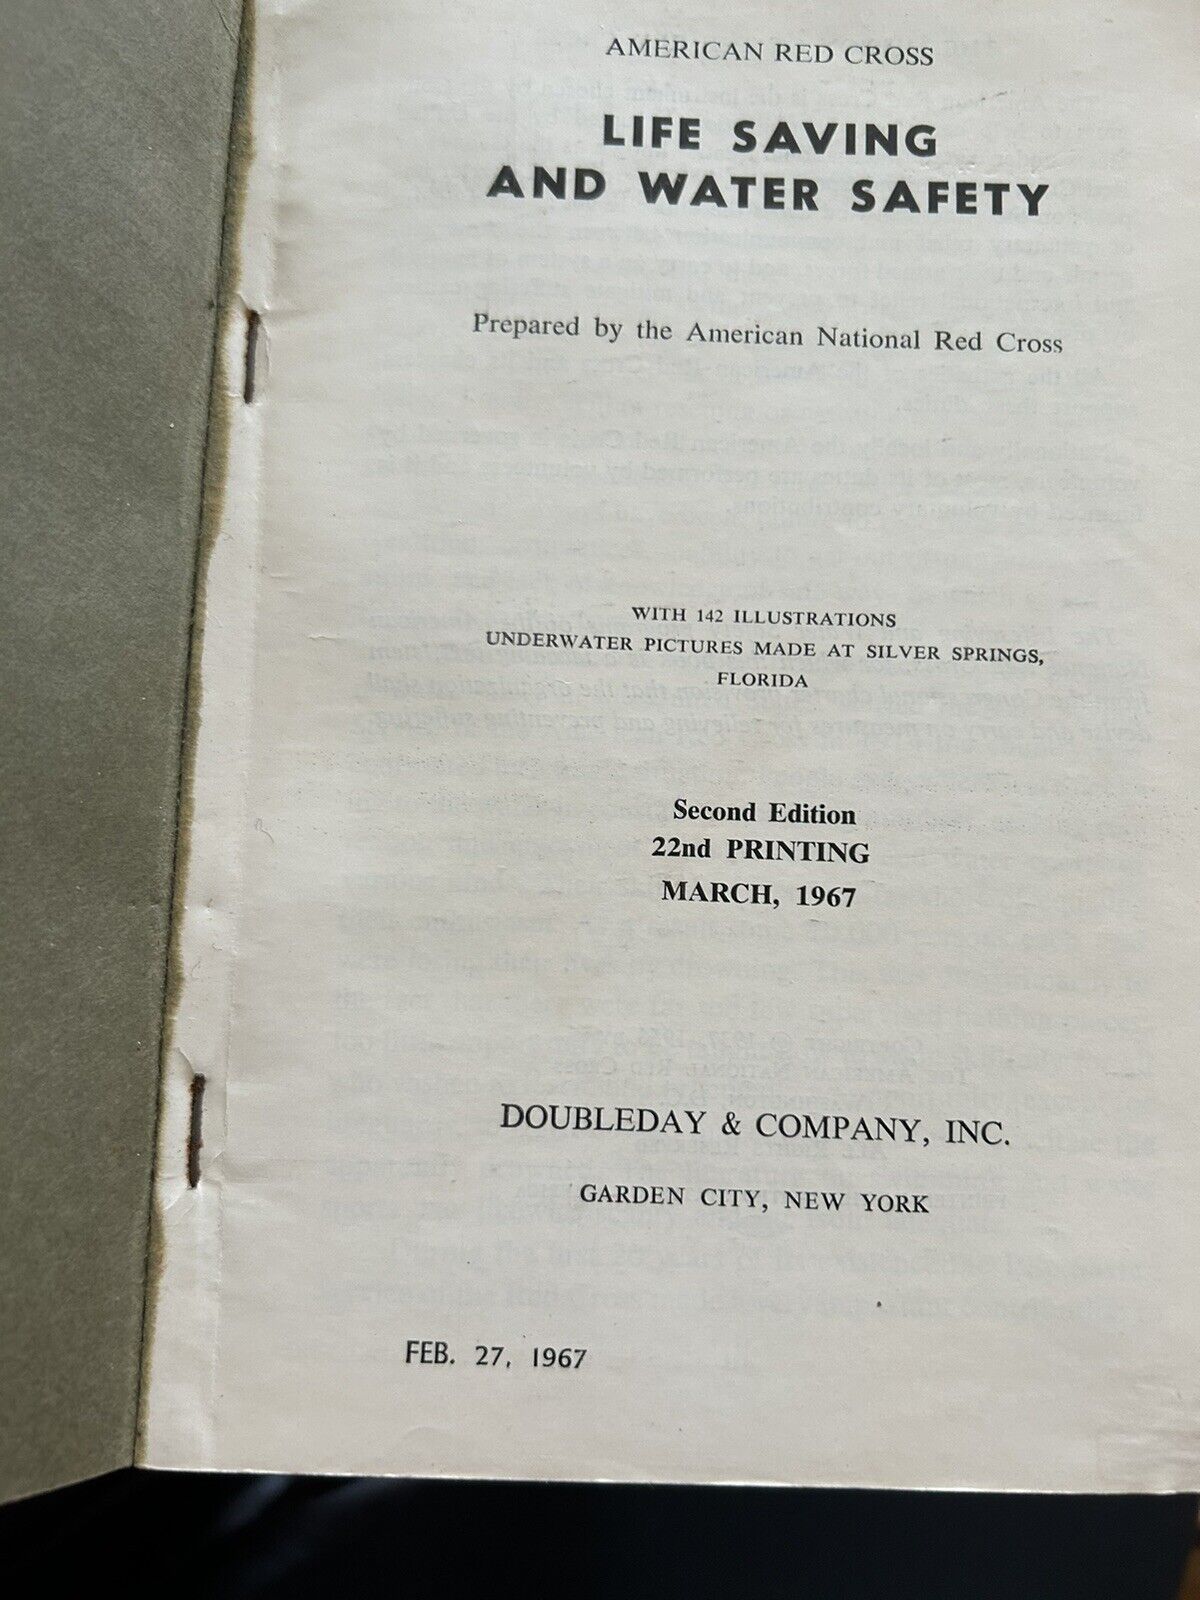 AMERICAN RED CROSS
LIFE SAVING
AND WATER SAFETY
Prepared by the American National Red Cross
WITH 142 ILLUSTRATIONS
UNDERWATER PICTURES MADE AT SILVER SPRINGS,
FLORIDA
Second Edition
22nd PRINTING
MARCH, 1967
DOUBLEDAY & COMPANY, INC.
GARDEN CITY, NEW YORK
FEB. 27, 1967